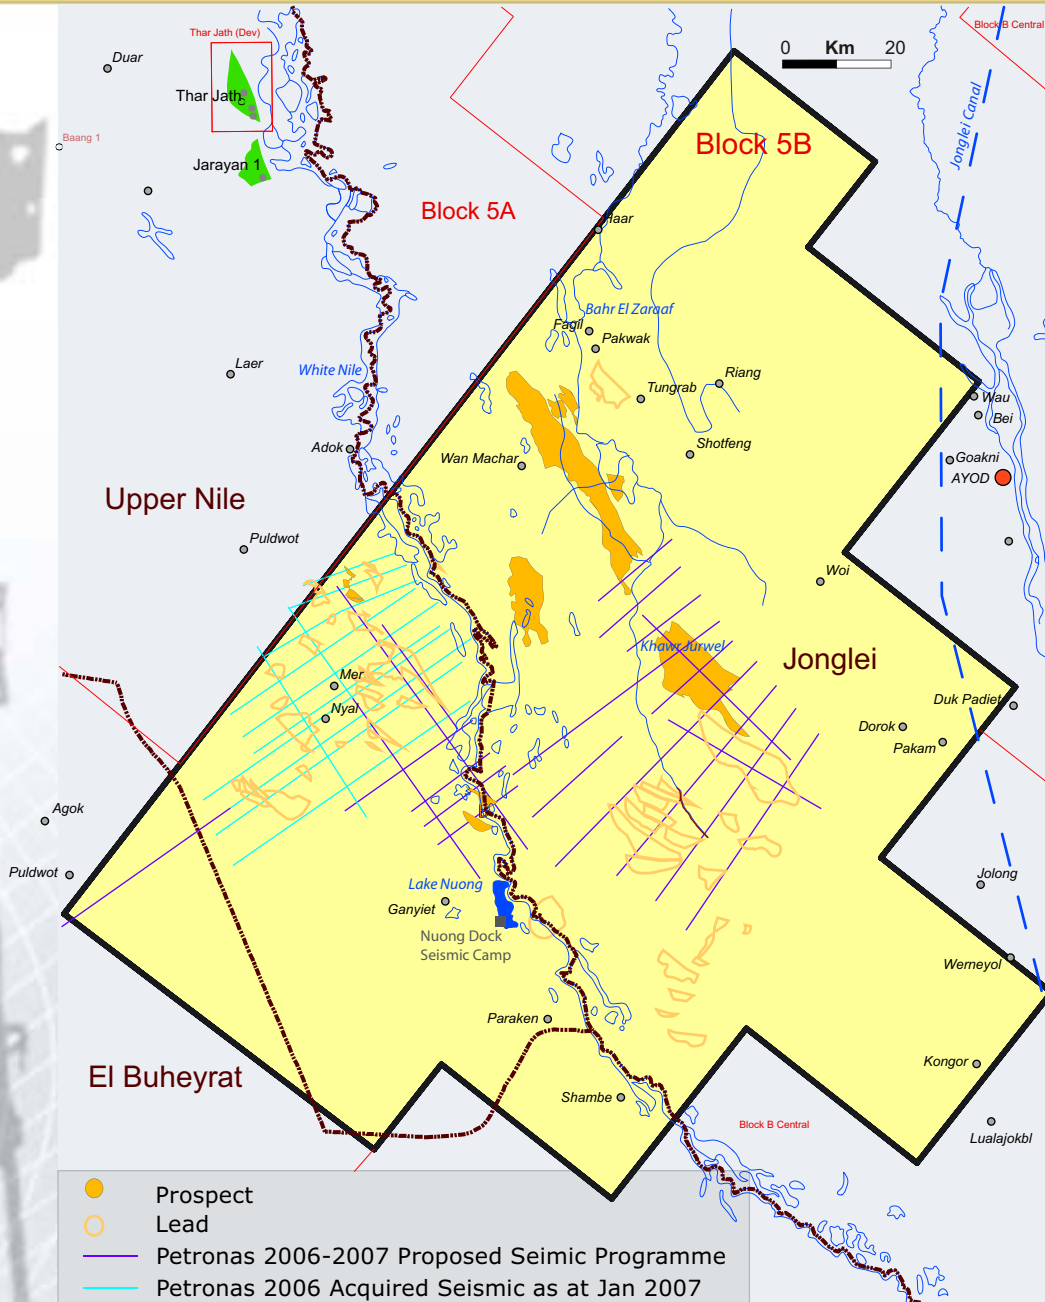 Block B Central
Thar Jath (Dev)
0 Km 20
Duar
Thar Jath
Jonglei Canal
Baang 1
Block 5B
Jarayan 1
Block 5A
Haar
Bahr El Zaraaf
Fagil
Pakwak
Laer
White Nile
Riang
Tungrab
Wau
Bei
Adok
Wan Machar
Shotfeng
Goakni
AYOD
Upper Nile
Puldwot
Woi
Khawr Jurwel
Jonglei
Mer
Nyal
Duk Padiet
Dorok
Pakam
Agok
Puldwot
Lake Nuong
Ganyiet
Jolong
Nuong Dock
Seismic Camp
Werneyol
Paraken
El Buheyrat
Kongor
Shambe
Block B Central
Lualajokbl
Prospect
Lead
Petronas 2006-2007 Proposed Seimic Programme
Petronas 2006 Acquired Seismic as at Jan 2007